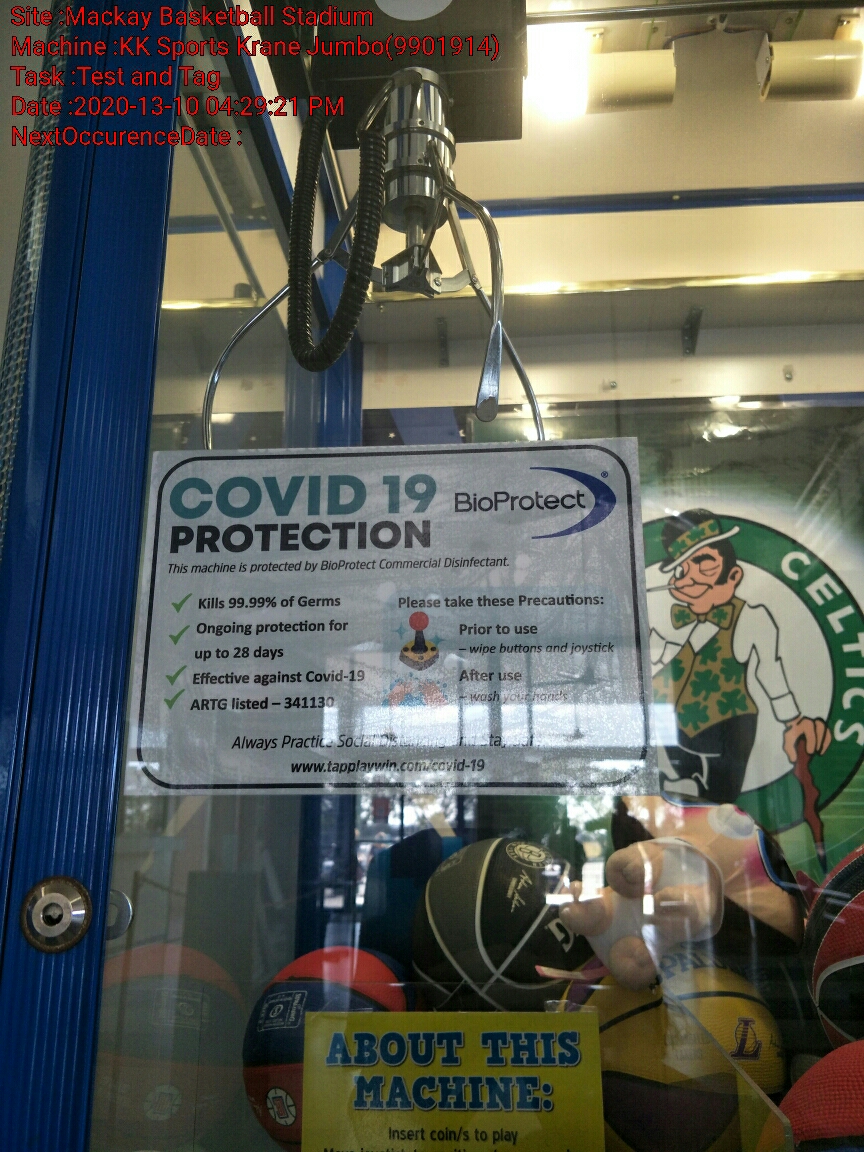 Site :Mackay Basketball Stadium
Machine :KK Sports Krane Jumbo(9901914)
Task :Test and Tag
Date :2020-13-10 04:29:21 PM
NextOccurenceDate :
COVID 19
PROTECTION
BioProtect
This machine is protected by BioProtect Commercial Disinfectant.
Kills 99.99% of Germs
Ongoing protection for
up to 28 days
Effective against Covid-19
ARTG listed – 341130
Please take these Precautions:
Prior to use
– wipe buttons and joystick
After use
– wash your hands
Always Practice Social
www.tapplaywin.com/covid-19
CELTICS
SPALDING
L
ABOUT THIS
MACHINE:
Insert coin/s to play